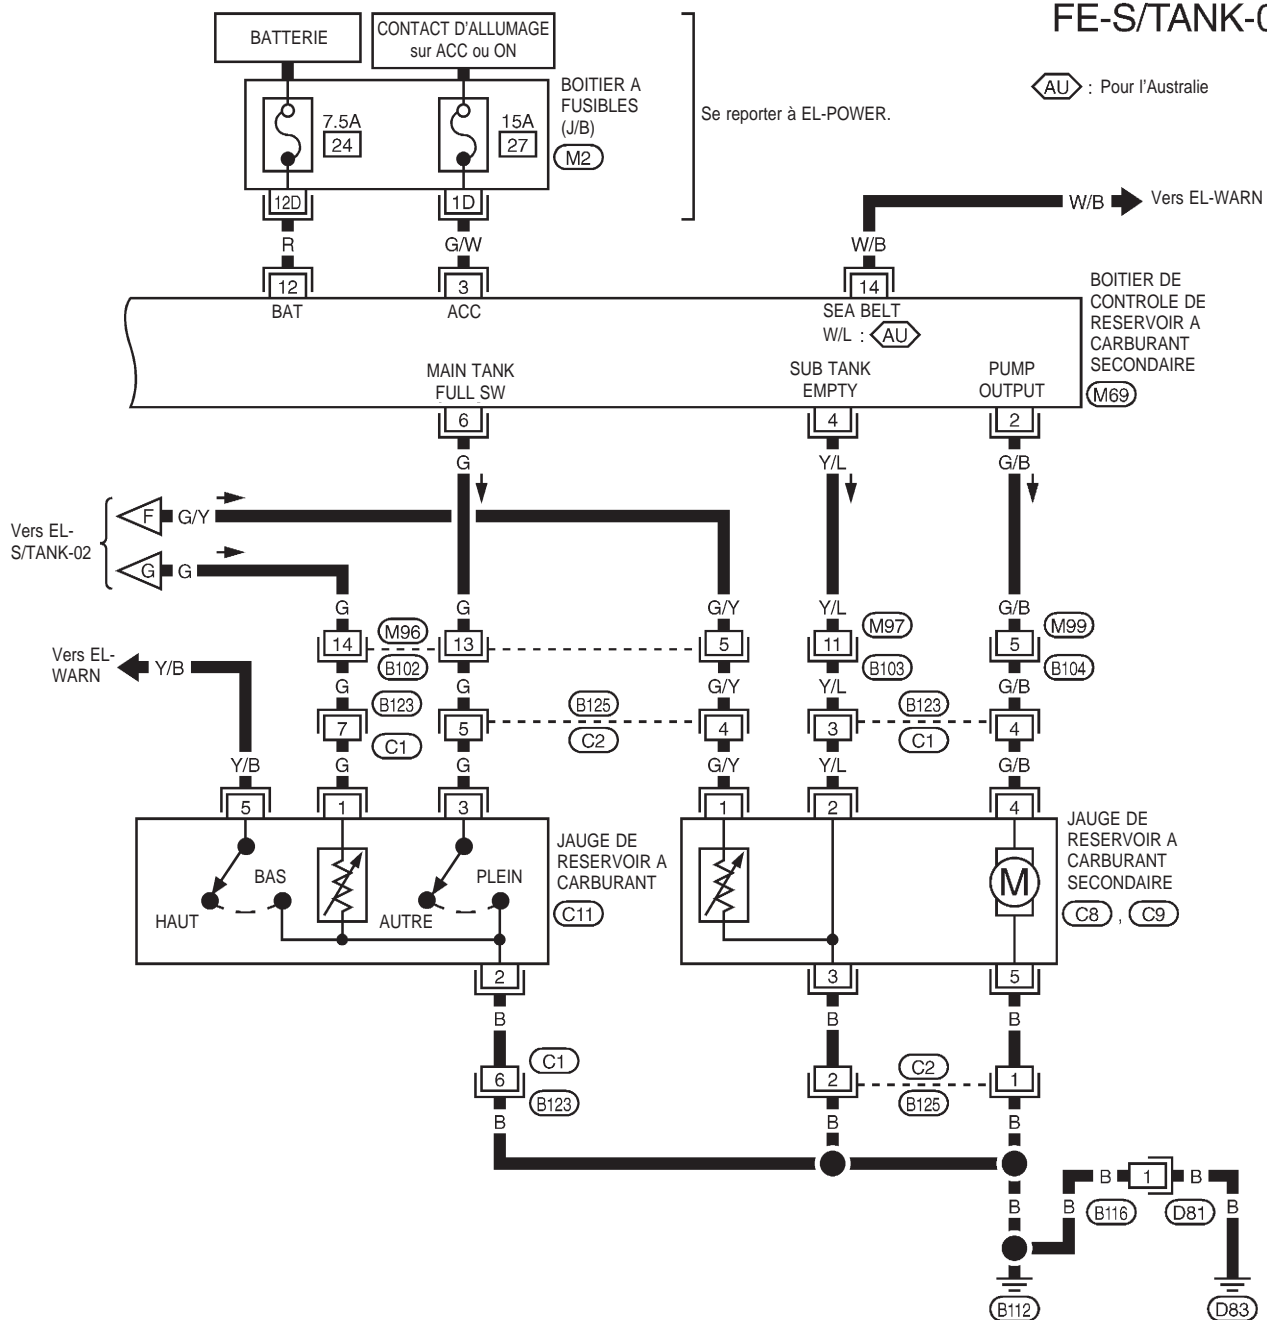 FE-S/TANK-0
BATTERIE
CONTACT D'ALLUMAGE
sur ACC ou ON
AU : Pour l'Australie
BOITIER A
FUSIBLES
(J/B)
M2
7.5A
24
15A
27
Se reporter à EL-POWER.
12D
1D
W/B
Vers EL-WARN
R
G/W
W/B
12
3
14
BAT
ACC
SEA BELT
W/L : AU
BOITIER DE
CONTROLE DE
RESERVOIR A
CARBURANT
SECONDAIRE
M69
MAIN TANK
FULL SW
SUB TANK
EMPTY
PUMP
OUTPUT
6
4
2
G
Y/L
G/B
Vers EL-
S/TANK-02
F
G/Y
G
G
G
G
G/Y
Y/L
G/B
14
M96
B102
13
5
11
M97
B103
5
M99
B104
Vers EL-
WARN
Y/B
G
G
G/Y
Y/L
G/B
7
B123
C1
5
B125
C2
4
3
B123
C1
4
Y/B
G
G
G/Y
Y/L
G/B
5
1
3
1
2
4
JAUGE DE
RESERVOIR A
CARBURANT
C11
HAUT
BAS
AUTRE
PLEIN
M
JAUGE DE
RESERVOIR A
CARBURANT
SECONDAIRE
C8 , C9
2
3
5
B
B
B
6
C1
B123
2
C2
B125
1
B
B
B
B
1
B
B
B116
D81
B
B
B112
D83